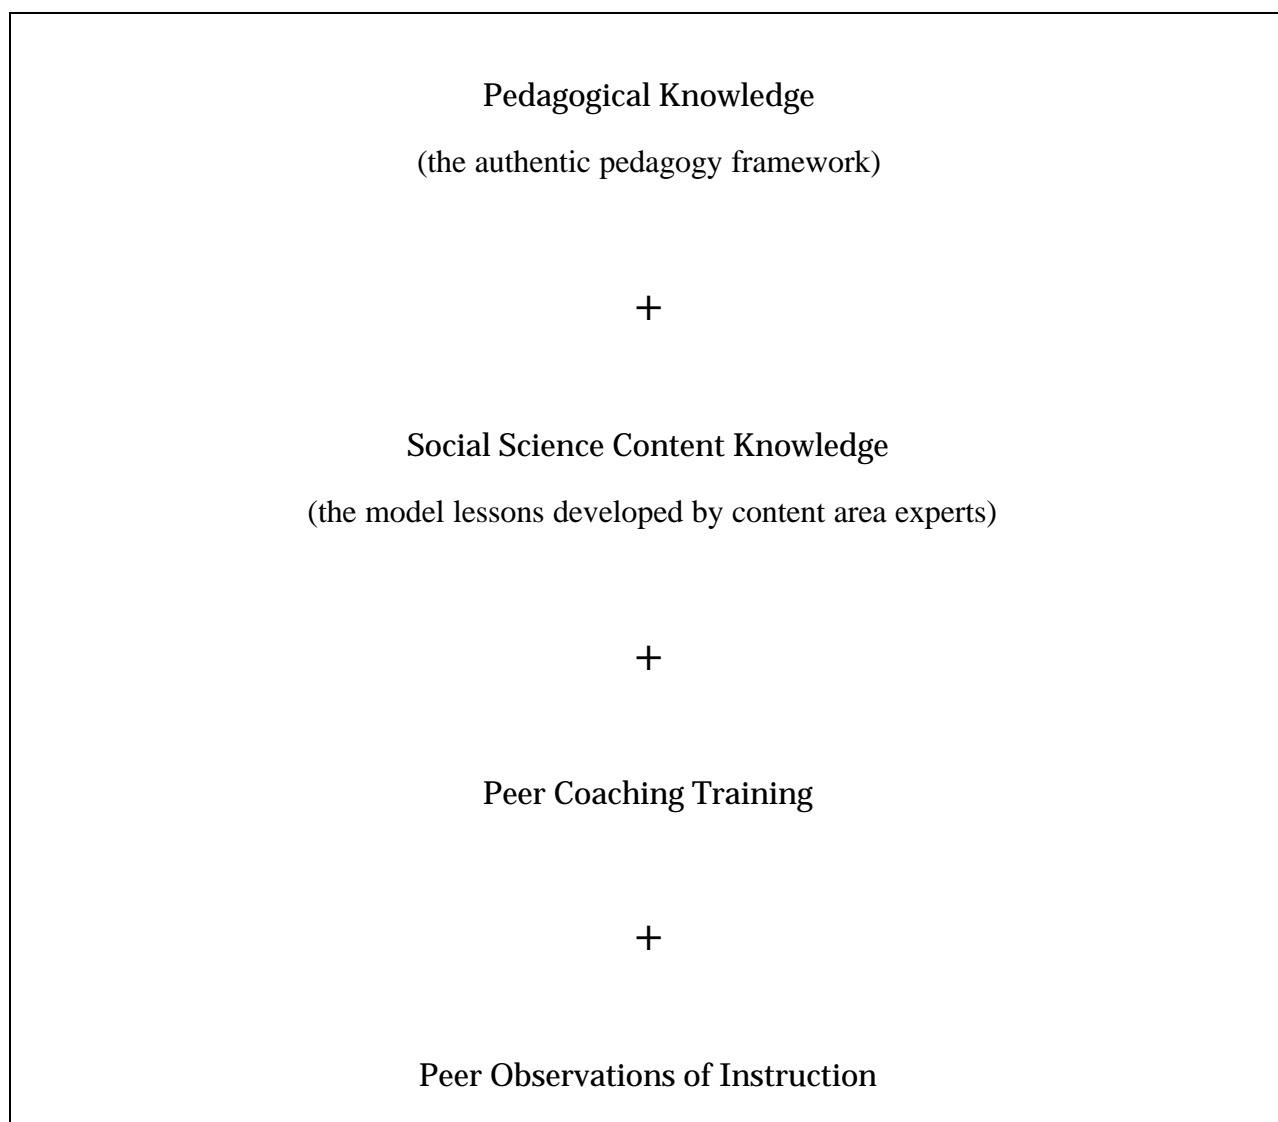 Pedagogical Knowledge
(the authentic pedagogy framework)
+
Social Science Content Knowledge
(the model lessons developed by content area experts)
+
Peer Coaching Training
+
Peer Observations of Instruction